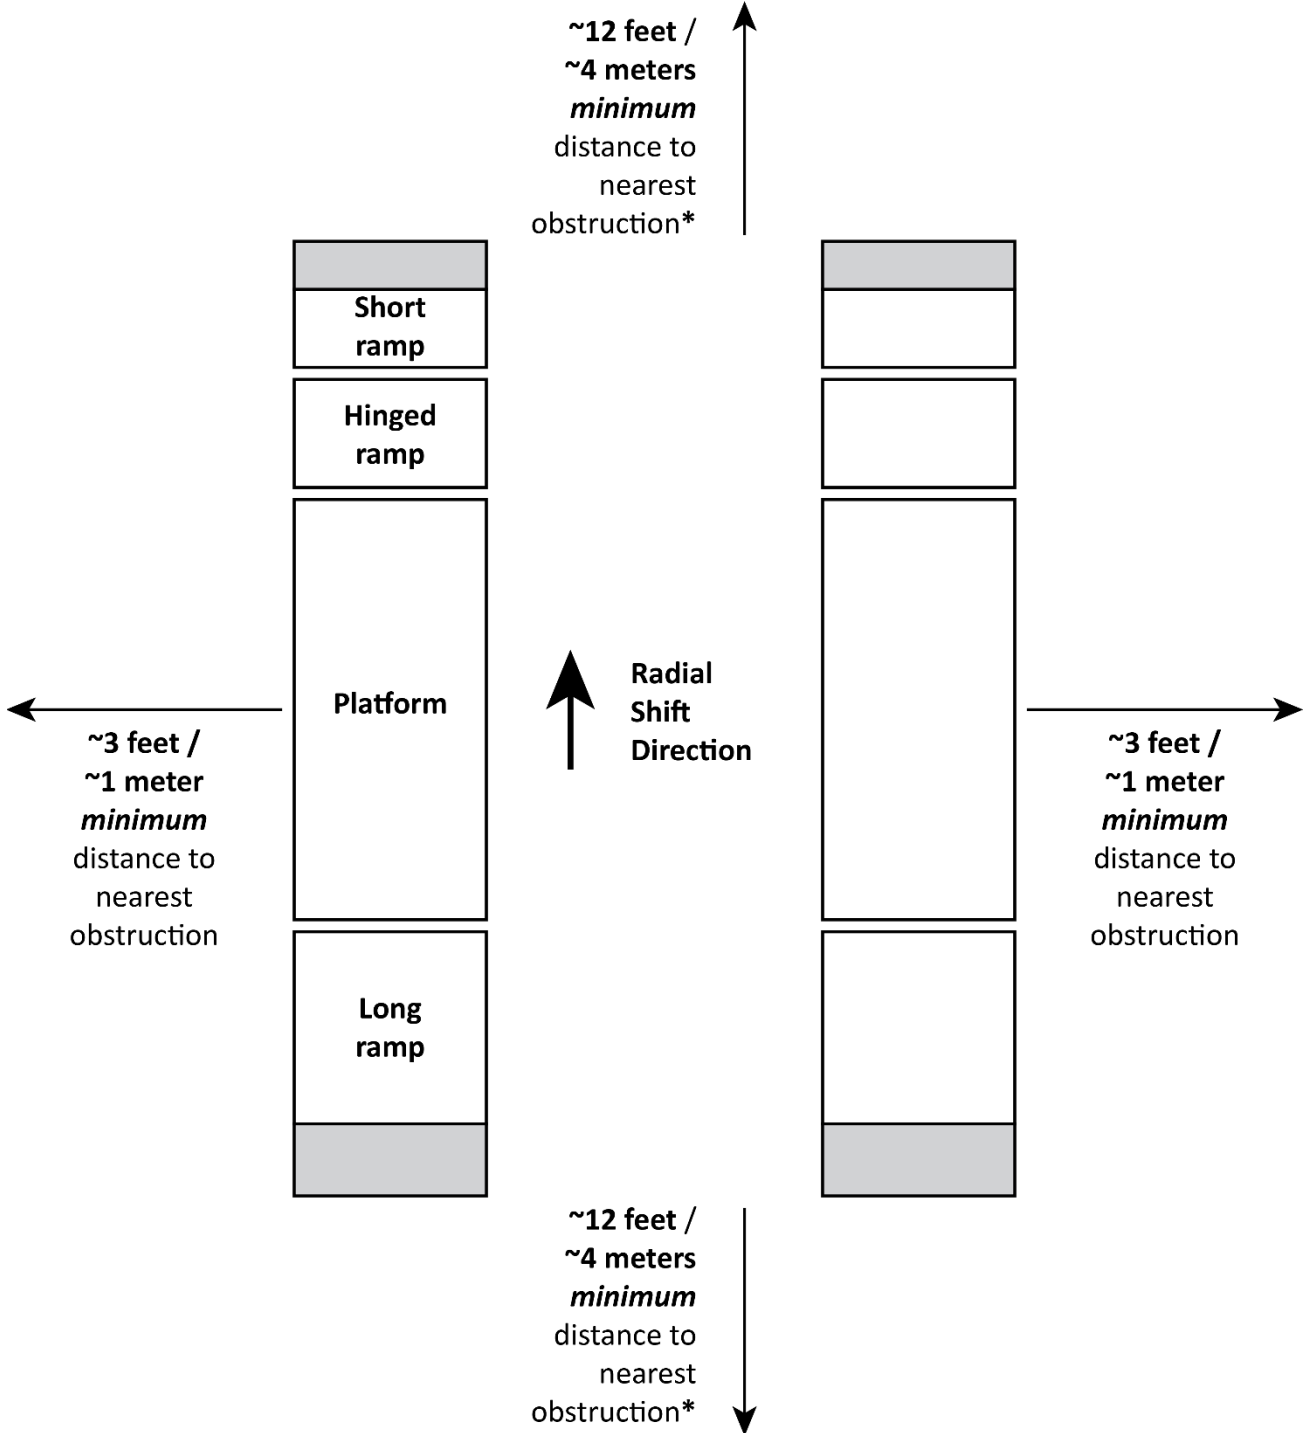 ~12 feet /
~4 meters
minimum
distance to
nearest
obstruction*
Short
ramp
Hinged
ramp
Platform
Radial
Shift
Direction
~3 feet /
~1 meter
minimum
distance to
nearest
obstruction
~3 feet /
~1 meter
minimum
distance to
nearest
obstruction
Long
ramp
~12 feet /
~4 meters
minimum
distance to
nearest
obstruction*